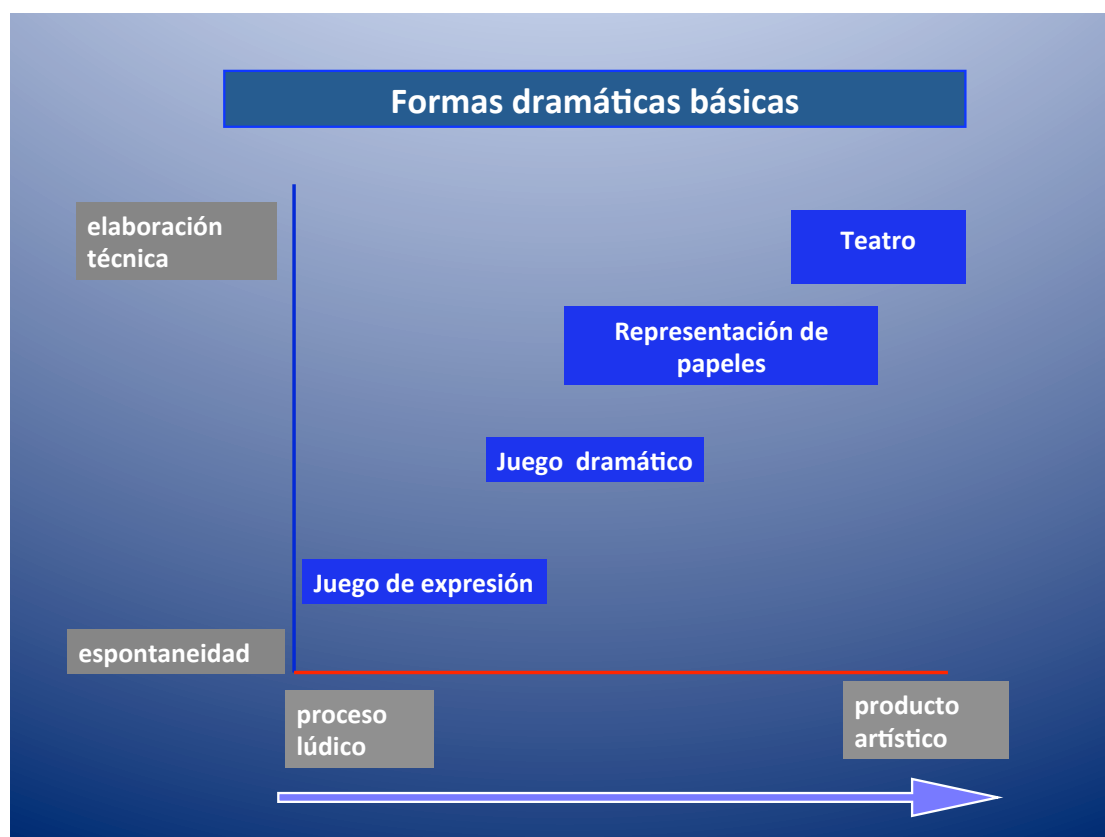 Formas dramáticas básicas
elaboración
técnica
Teatro
Representación de
papeles
Juego dramático
Juego de expresión
espontaneidad
proceso
lúdico
producto
artístico